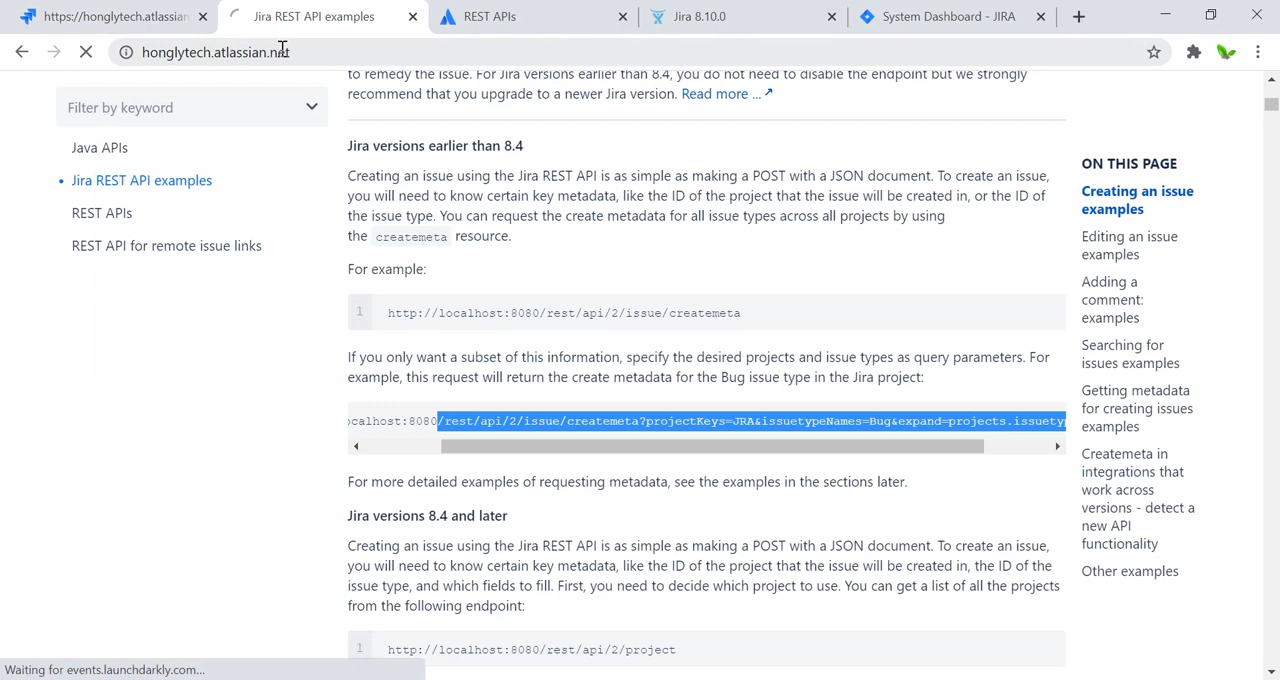 https://honglytech.atlassian
Jira REST API examples
REST APIs
Jira 8.10.0
System Dashboard - JIRA
honglytech.atlassian.net
Filter by keyword
Java APIs
Jira REST API examples
REST APIs
REST API for remote issue links
to remedy the issue. For Jira versions earlier than 8.4, you do not need to disable the endpoint but we strongly
recommend that you upgrade to a newer Jira version. Read more ...
Jira versions earlier than 8.4
Creating an issue using the Jira REST API is as simple as making a POST with a JSON document. To create an issue,
you will need to know certain key metadata, like the ID of the project that the issue will be created in, or the ID of
the issue type. You can request the create metadata for all issue types across all projects by using
the createmeta resource.
For example:
1 http://localhost:8080/rest/api/2/issue/createmeta
If you only want a subset of this information, specify the desired projects and issue types as query parameters. For
example, this request will return the create metadata for the Bug issue type in the Jira project:
ocalhost:8080/rest/api/2/issue/createmeta?projectKeys=JRA&issuetypeNames=Bug&expand=projects.issuetyp
For more detailed examples of requesting metadata, see the examples in the sections later.
Jira versions 8.4 and later
Creating an issue using the Jira REST API is as simple as making a POST with a JSON document. To create an issue,
you will need to know certain key metadata, like the ID of the project that the issue will be created in, the ID of the
issue type, and which fields to fill. First, you need to decide which project to use. You can get a list of all the projects
from the following endpoint:
1 http://localhost:8080/rest/api/2/project
ON THIS PAGE
Creating an issue
examples
Editing an issue
examples
Adding a
comment:
examples
Searching for
issues examples
Getting metadata
for creating issues
examples
Createmeta in
integrations that
work across
versions - detect a
new API
functionality
Other examples
Waiting for events.launchdarkly.com...